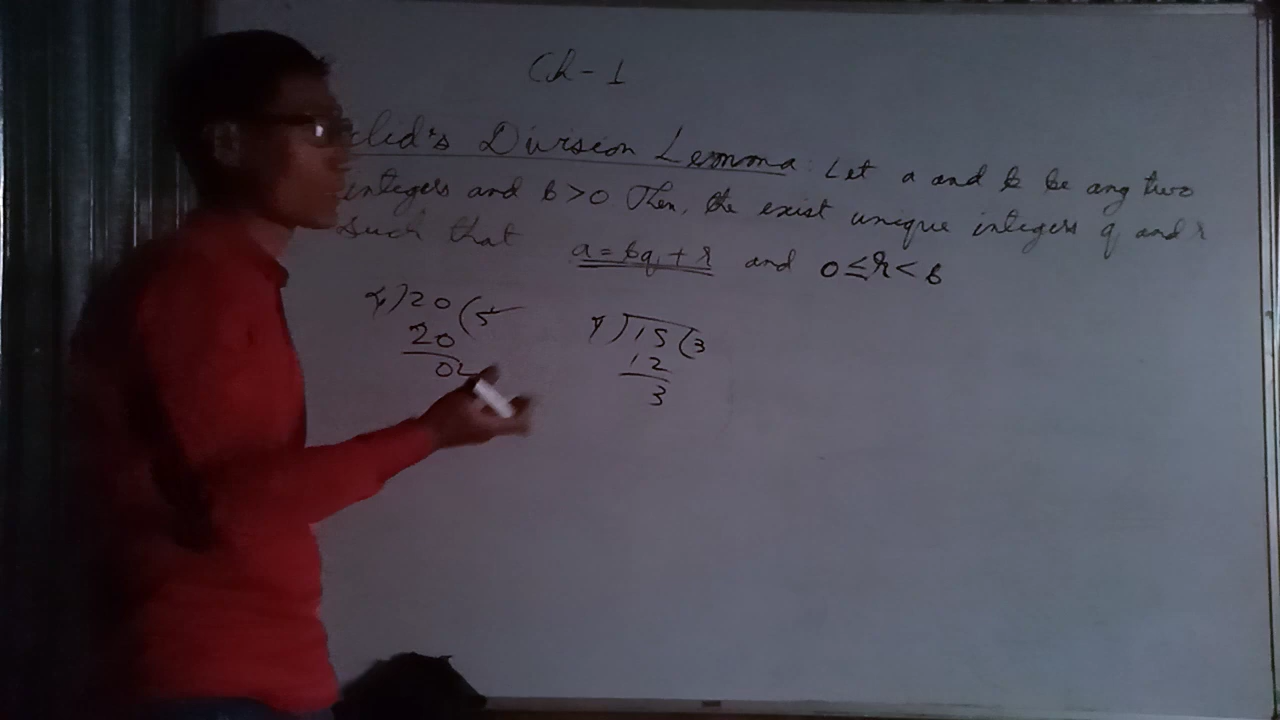 Ch-1
clid's Division Lemma: Let a and b be any two
integers and b>0 Then, the exist unique integers q and r
Such that a = bq + r and 0≤r<b
4)20(5
20
0
4)15(3
12
3